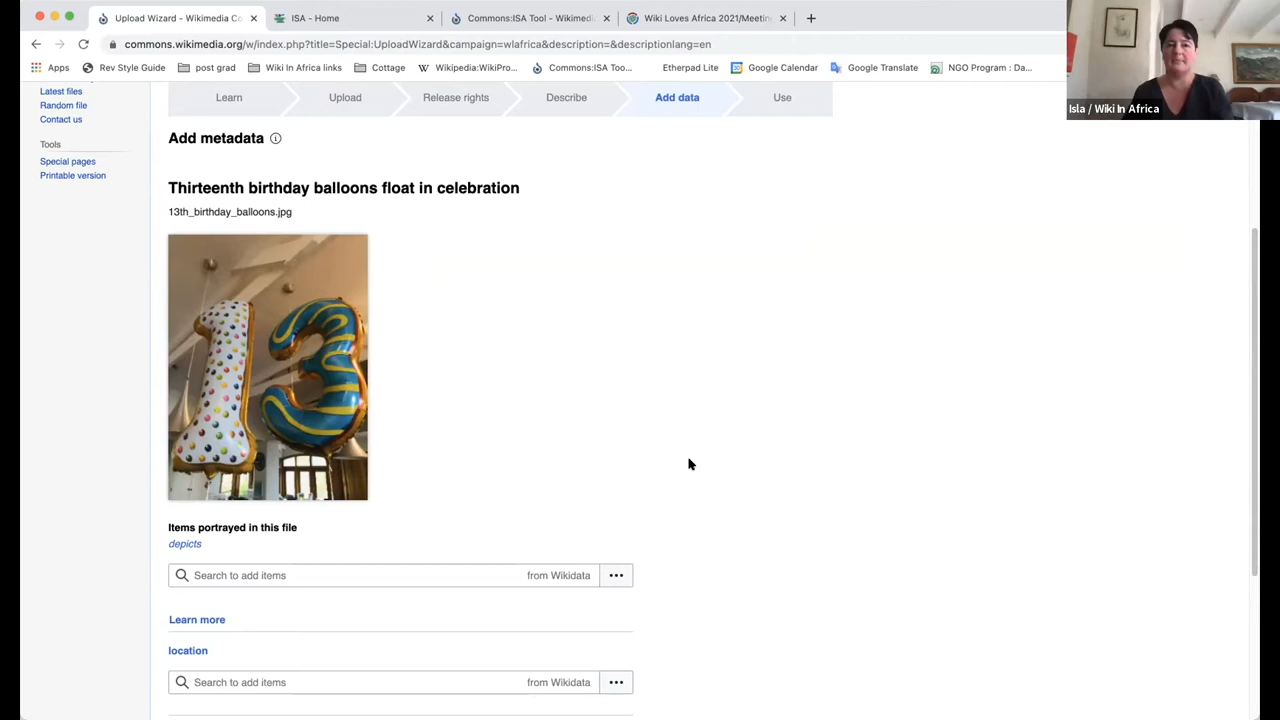 Upload Wizard - Wikimedia Co
ISA - Home
Commons:ISA Tool - Wikimedi
Wiki Loves Africa 2021/Meetin
commons.wikimedia.org/w/index.php?title=Special:UploadWizard&campaign=wlafrica&description=&descriptionlang=en
Apps
Rev Style Guide
post grad
Wiki In Africa links
Cottage
Wikipedia:WikiPro...
Commons:ISA Too...
Etherpad Lite
Google Calendar
Google Translate
NGO Program : Da...
Isla / Wiki In Africa
Latest files
Random file
Contact us
Tools
Special pages
Printable version
Learn
Upload
Release rights
Describe
Add data
Use
Add metadata
Thirteenth birthday balloons float in celebration
13th_birthday_balloons.jpg
13
Items portrayed in this file
depicts
Search to add items from Wikidata
Learn more
location
Search to add items from Wikidata